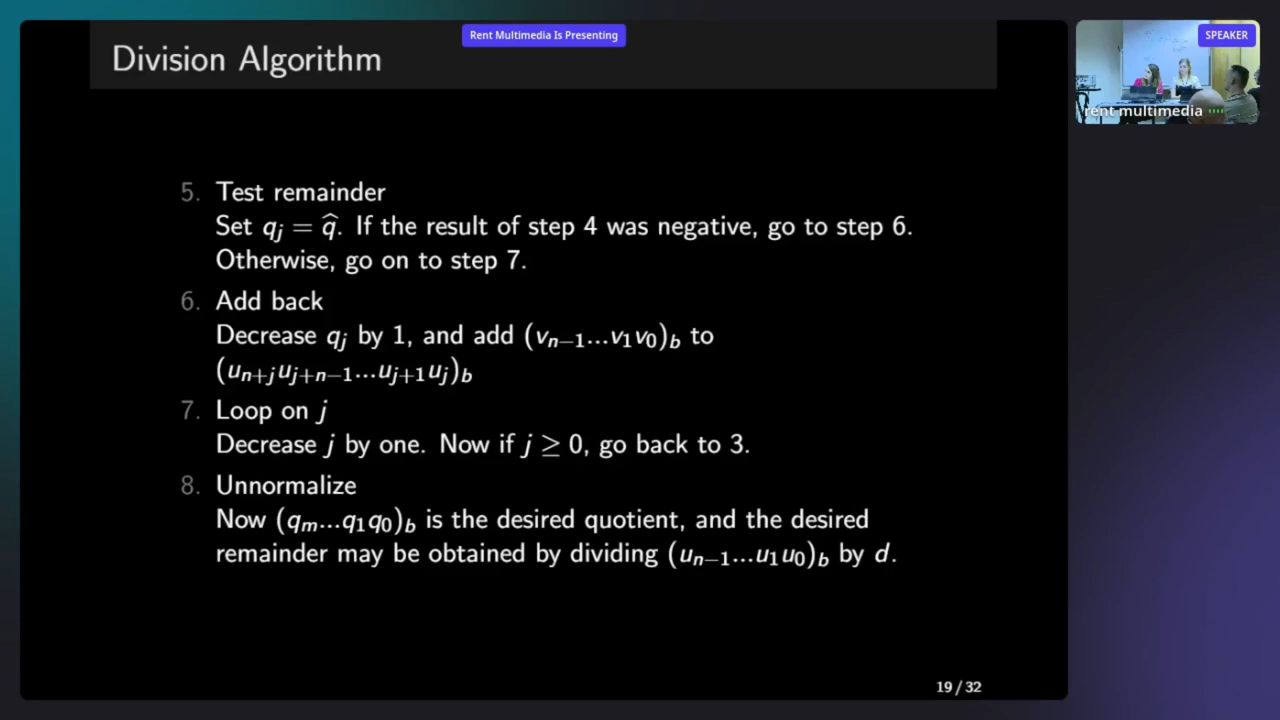 Rent Multimedia Is Presenting
SPEAKER
rent multimedia
Division Algorithm
5. Test remainder
Set q_j = q̂. If the result of step 4 was negative, go to step 6.
Otherwise, go on to step 7.
6. Add back
Decrease q_j by 1, and add (v_{n−1}...v_1v_0)_b to
(u_{n+j}u_{j+n−1}...u_{j+1}u_j)_b
7. Loop on j
Decrease j by one. Now if j ≥ 0, go back to 3.
8. Unnormalize
Now (q_m...q_1q_0)_b is the desired quotient, and the desired
remainder may be obtained by dividing (u_{n−1}...u_1u_0)_b by d.
19 / 32